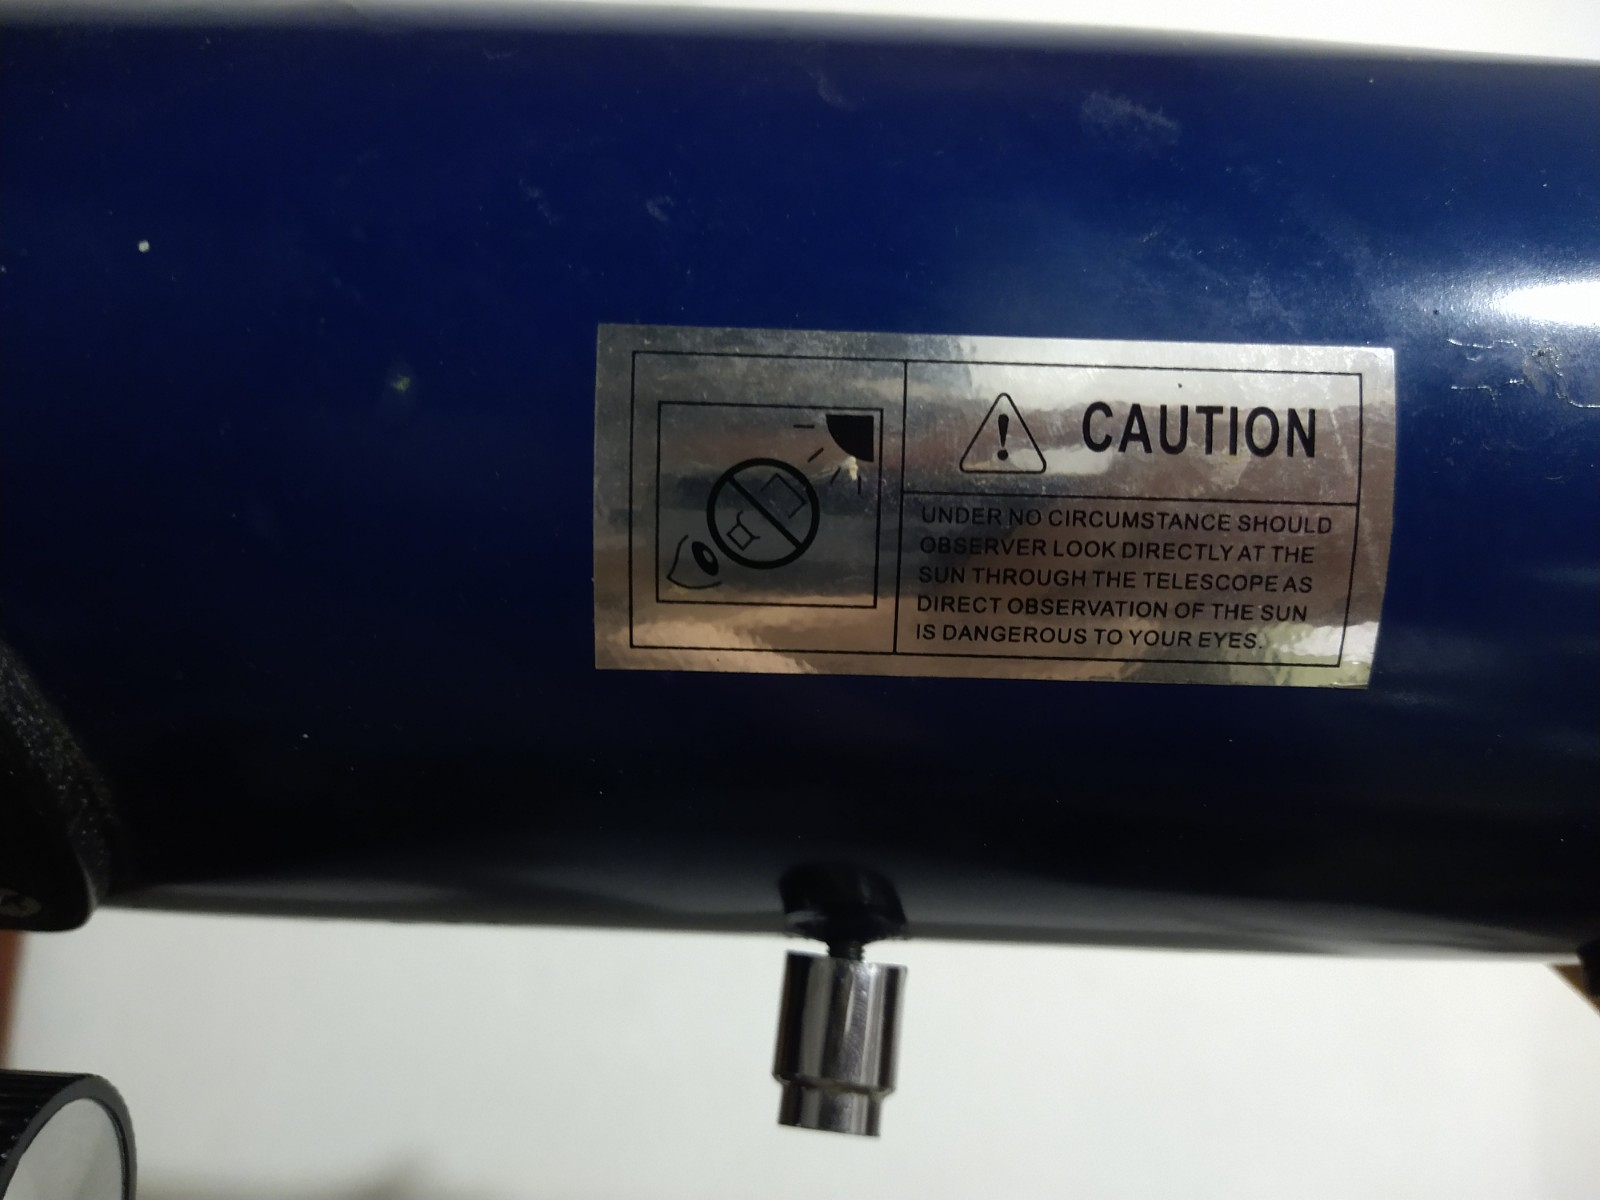 CAUTION
UNDER NO CIRCUMSTANCE SHOULD
OBSERVER LOOK DIRECTLY AT THE
SUN THROUGH THE TELESCOPE AS
DIRECT OBSERVATION OF THE SUN
IS DANGEROUS TO YOUR EYES.